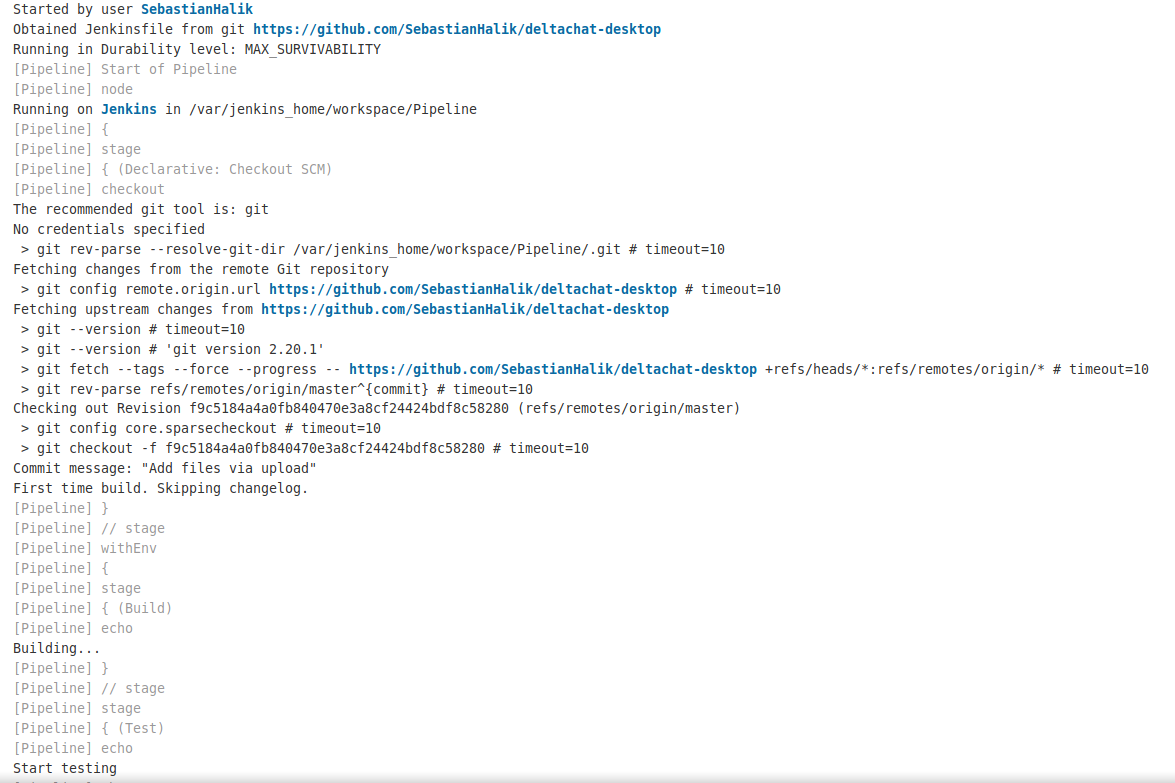 Started by user SebastianHalik
Obtained Jenkinsfile from git https://github.com/SebastianHalik/deltachat-desktop
Running in Durability level: MAX_SURVIVABILITY
[Pipeline] Start of Pipeline
[Pipeline] node
Running on Jenkins in /var/jenkins_home/workspace/Pipeline
[Pipeline] {
[Pipeline] stage
[Pipeline] { (Declarative: Checkout SCM)
[Pipeline] checkout
The recommended git tool is: git
No credentials specified
 > git rev-parse --resolve-git-dir /var/jenkins_home/workspace/Pipeline/.git # timeout=10
Fetching changes from the remote Git repository
 > git config remote.origin.url https://github.com/SebastianHalik/deltachat-desktop # timeout=10
Fetching upstream changes from https://github.com/SebastianHalik/deltachat-desktop
 > git --version # timeout=10
 > git --version # 'git version 2.20.1'
 > git fetch --tags --force --progress -- https://github.com/SebastianHalik/deltachat-desktop +refs/heads/*:refs/remotes/origin/* # timeout=10
 > git rev-parse refs/remotes/origin/master^{commit} # timeout=10
Checking out Revision f9c5184a4a0fb840470e3a8cf24424bdf8c58280 (refs/remotes/origin/master)
 > git config core.sparsecheckout # timeout=10
 > git checkout -f f9c5184a4a0fb840470e3a8cf24424bdf8c58280 # timeout=10
Commit message: "Add files via upload"
First time build. Skipping changelog.
[Pipeline] }
[Pipeline] // stage
[Pipeline] withEnv
[Pipeline] {
[Pipeline] stage
[Pipeline] { (Build)
[Pipeline] echo
Building...
[Pipeline] }
[Pipeline] // stage
[Pipeline] stage
[Pipeline] { (Test)
[Pipeline] echo
Start testing